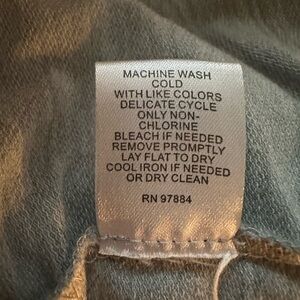 MACHINE WASH
COLD
WITH LIKE COLORS
DELICATE CYCLE
ONLY NON-
CHLORINE
BLEACH IF NEEDED
REMOVE PROMPTLY
LAY FLAT TO DRY
COOL IRON IF NEEDED
OR DRY CLEAN
RN 97884